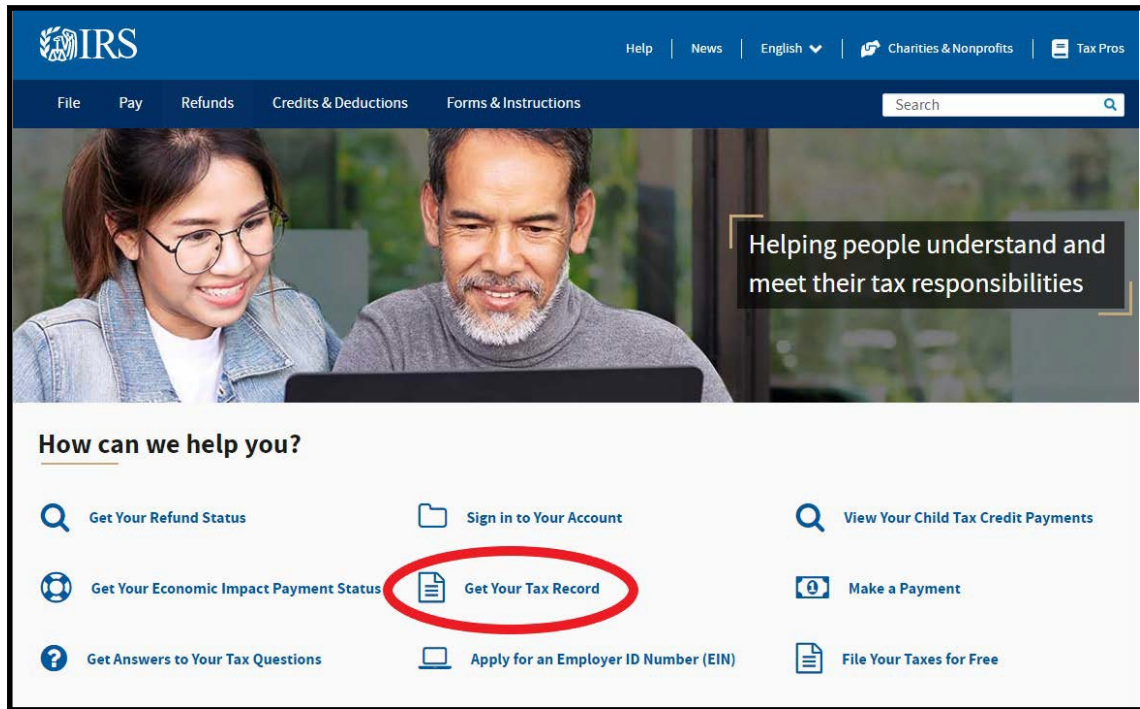 IRS
Help News English Charities & Nonprofits Tax Pros
File Pay Refunds Credits & Deductions Forms & Instructions Search
Helping people understand and
meet their tax responsibilities
How can we help you?
Get Your Refund Status Sign in to Your Account View Your Child Tax Credit Payments
Get Your Economic Impact Payment Status Get Your Tax Record Make a Payment
Get Answers to Your Tax Questions Apply for an Employer ID Number (EIN) File Your Taxes for Free